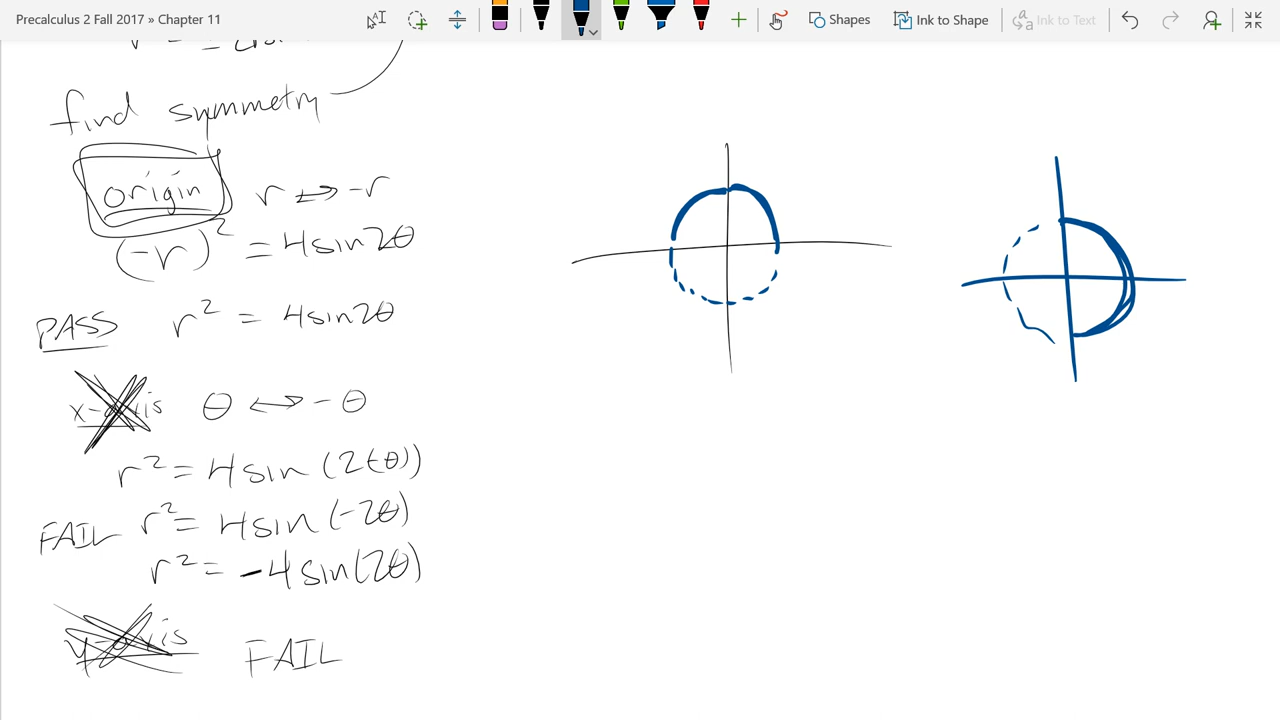 Precalculus 2 Fall 2017 » Chapter 11
Shapes
Ink to Shape
Ink to Text
find symmetry
origin r ↔ -r
(-r)² = 4sin2θ
PASS r² = 4sin2θ
x-axis θ ↔ -θ
r² = 4sin(2(-θ))
FAIL r² = 4sin(-2θ)
r² = -4sin(2θ)
y-axis FAIL